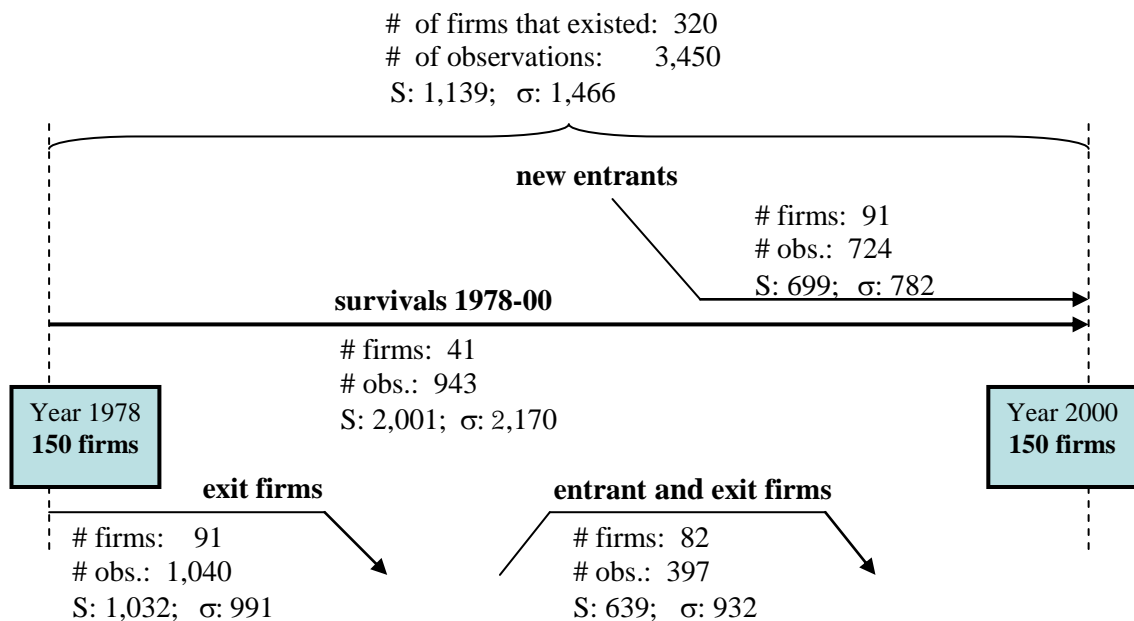 # of firms that existed: 320
# of observations: 3,450
S: 1,139; σ: 1,466
new entrants
# firms: 91
# obs.: 724
S: 699; σ: 782
survivals 1978-00
# firms: 41
# obs.: 943
S: 2,001; σ: 2,170
Year 1978
150 firms
Year 2000
150 firms
exit firms
# firms: 91
# obs.: 1,040
S: 1,032; σ: 991
entrant and exit firms
# firms: 82
# obs.: 397
S: 639; σ: 932